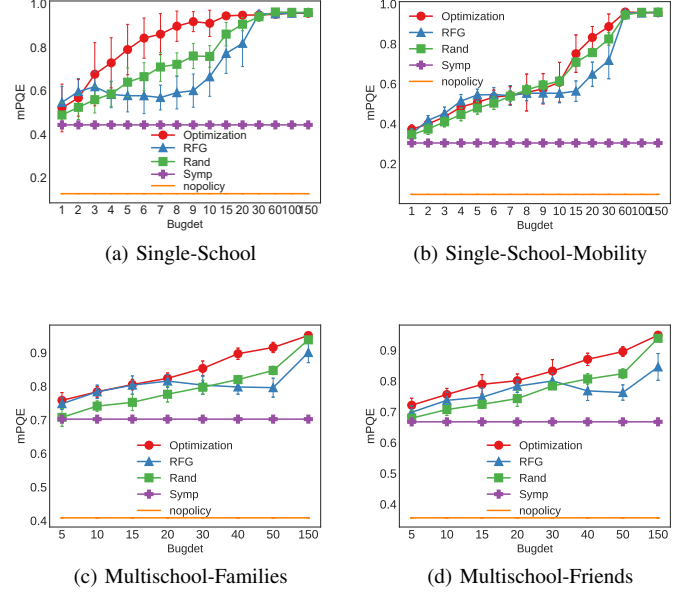 1.0
0.8
0.6
0.4
0.2
mPQE
Optimization
RFG
Rand
Symp
nopolicy
1 2 3 4 5 6 7 8 9 10 15 20 30 60 100 150
Bugdet
(a) Single-School
1.0
0.8
0.6
0.4
0.2
mPQE
Optimization
RFG
Rand
Symp
nopolicy
1 2 3 4 5 6 7 8 9 10 15 20 30 60 100 150
Bugdet
(b) Single-School-Mobility
0.9
0.8
0.7
0.6
0.5
0.4
mPQE
Optimization
RFG
Rand
Symp
nopolicy
5 10 15 20 30 40 50 150
Bugdet
(c) Multischool-Families
0.9
0.8
0.7
0.6
0.5
0.4
mPQE
Optimization
RFG
Rand
Symp
nopolicy
5 10 15 20 30 40 50 150
Bugdet
(d) Multischool-Friends